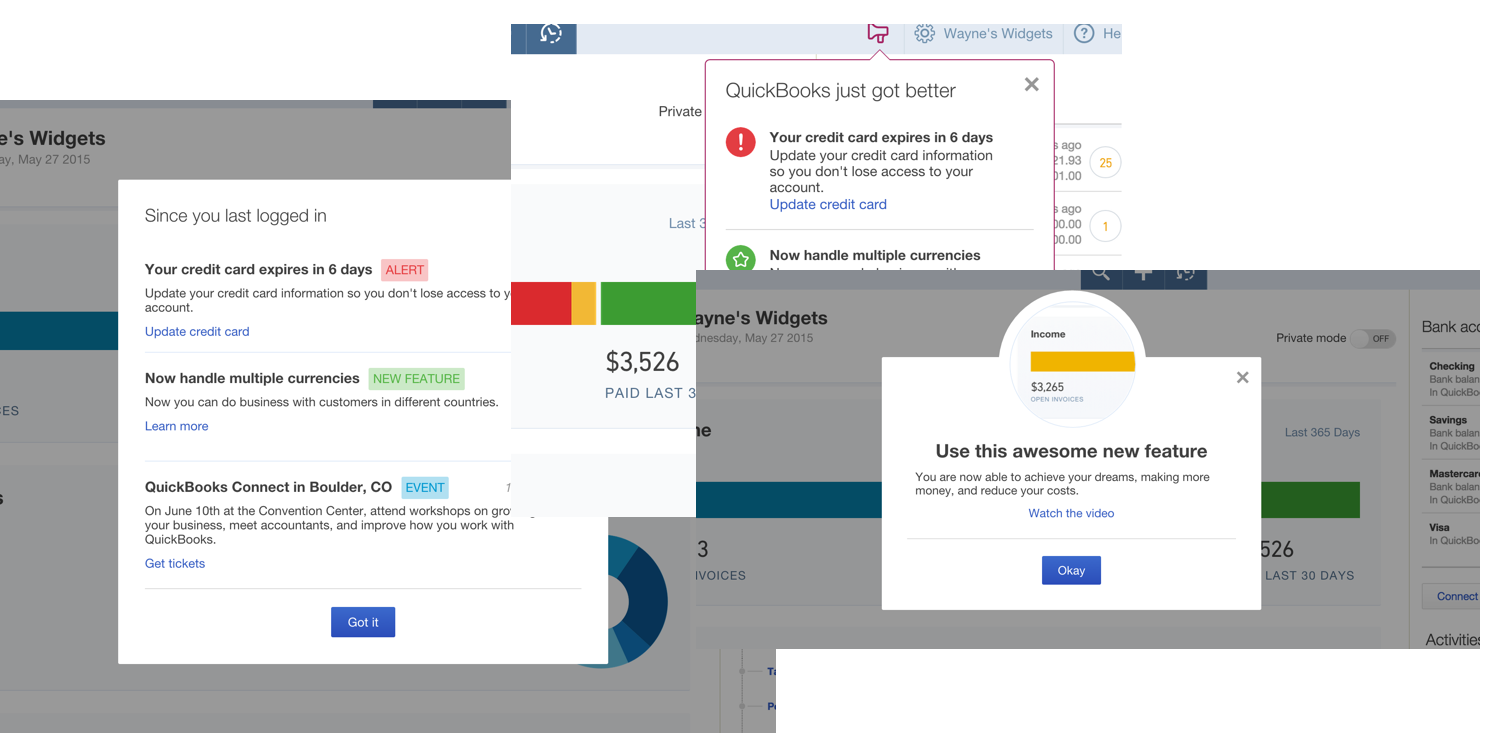 Wayne's Widgets
He
Private
QuickBooks just got better
Your credit card expires in 6 days
Update your credit card information
so you don't lose access to your
account.
Update credit card
Now handle multiple currencies
s ago
21.93
01.00
25
s ago
00.00
00.00
1
Last 3
$3,526
PAID LAST 3
e's Widgets
ay, May 27 2015
CES
s
Since you last logged in
Your credit card expires in 6 days ALERT
Update your credit card information so you don't lose access to y
account.
Update credit card
Now handle multiple currencies NEW FEATURE
Now you can do business with customers in different countries.
Learn more
QuickBooks Connect in Boulder, CO EVENT 1
On June 10th at the Convention Center, attend workshops on gro
your business, meet accountants, and improve how you work with
QuickBooks.
Get tickets
Got it
ayne's Widgets
dnesday, May 27 2015
Private mode OFF
me
Last 365 Days
3
NVOICES
526
LAST 30 DAYS
Income
$3,265
OPEN INVOICES
Use this awesome new feature
You are now able to achieve your dreams, making more
money, and reduce your costs.
Watch the video
Okay
Bank acc
Checking
Bank balan
In QuickBo
Savings
Bank balan
In QuickBo
Mastercard
Bank balan
In QuickBo
Visa
In QuickBo
Connect
Activities
Ta